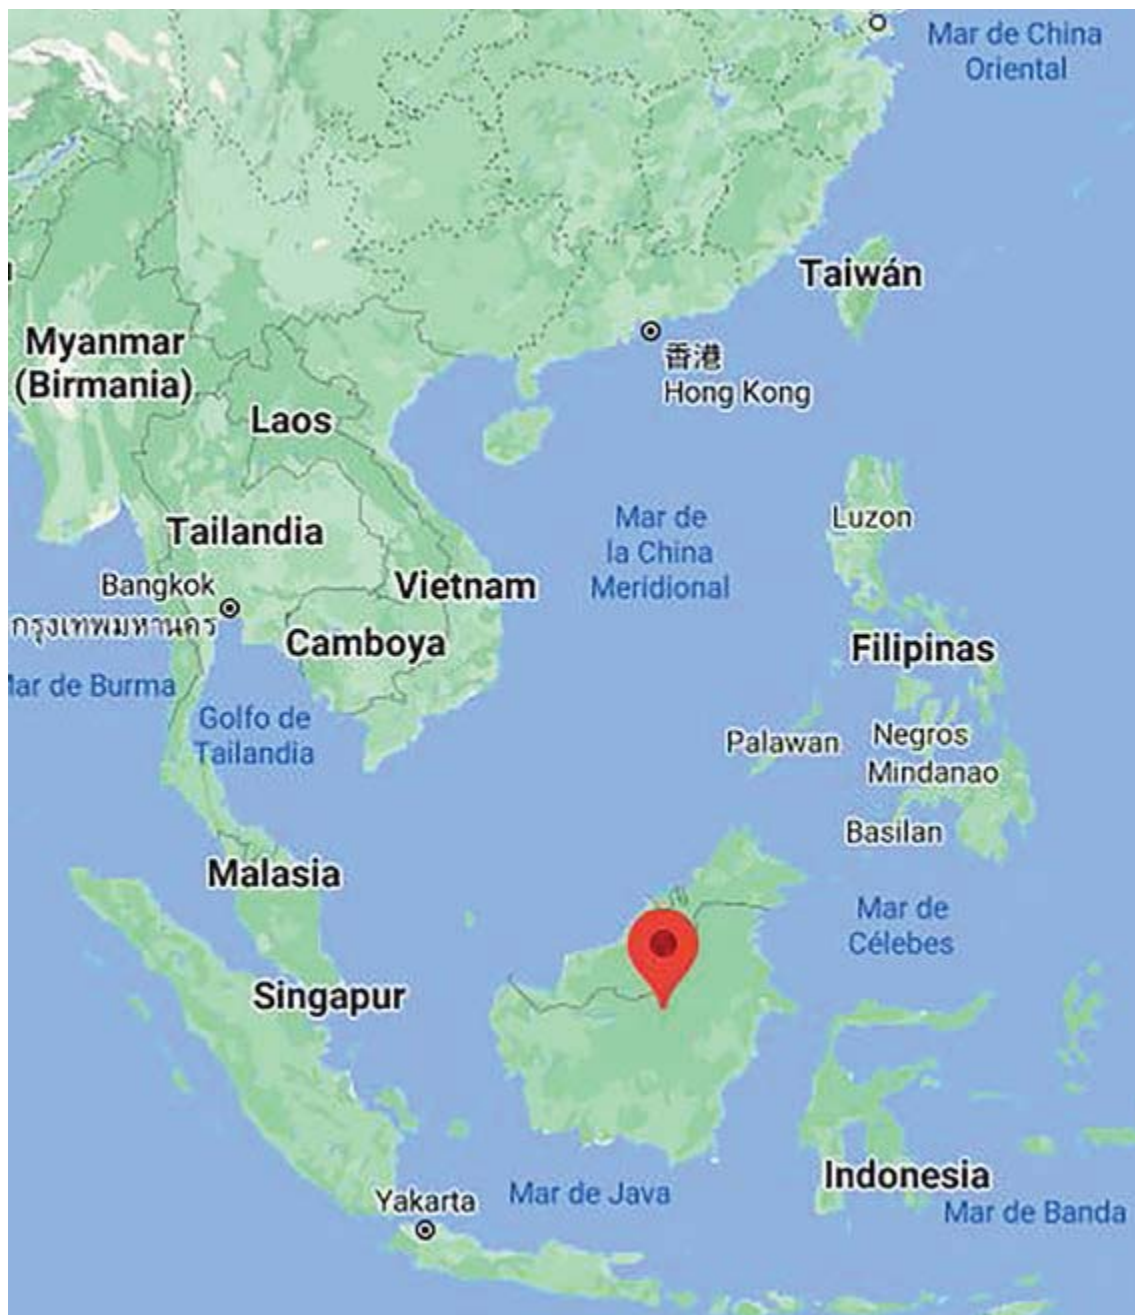 Mar de China
Oriental
Taiwán
Myanmar
(Birmania)
香港
Hong Kong
Laos
Mar de
la China
Meridional
Luzon
Tailandia
Bangkok
กรุงเทพมหานคร
Vietnam
Camboya
Filipinas
ar de Burma
Golfo de
Tailandia
Palawan
Negros
Mindanao
Basilan
Malasia
Mar de
Célebes
Singapur
Indonesia
Mar de Banda
Yakarta
Mar de Java